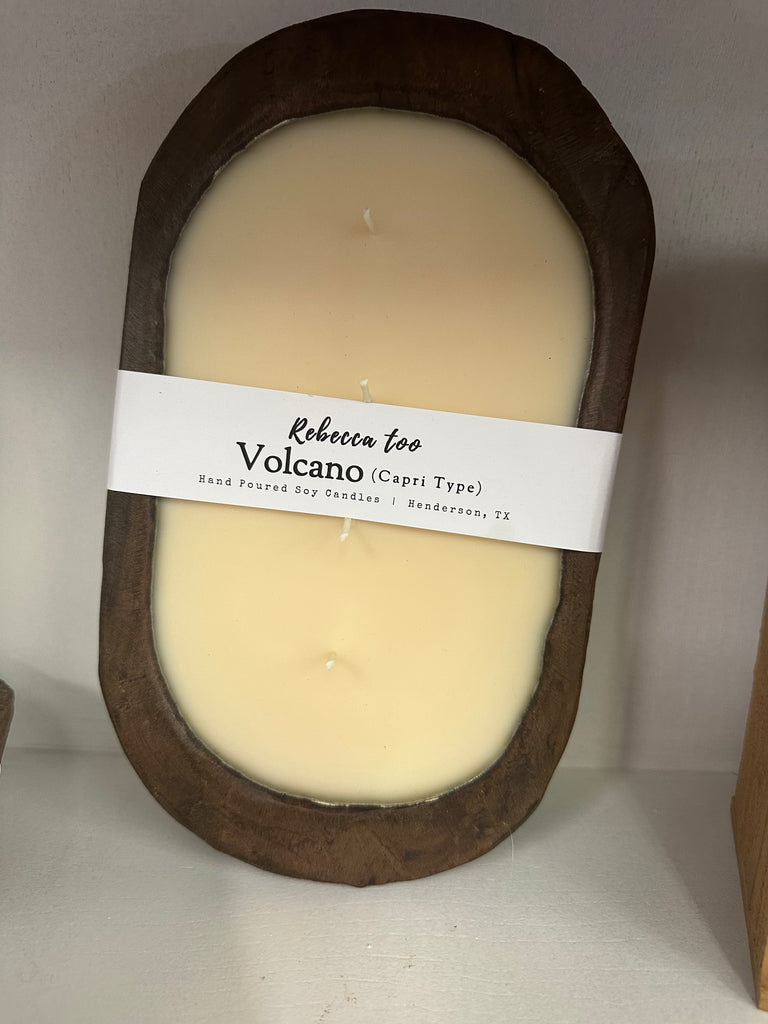 Rebecca too
Volcano (Capri Type)
Hand Poured Soy Candles | Henderson, TX